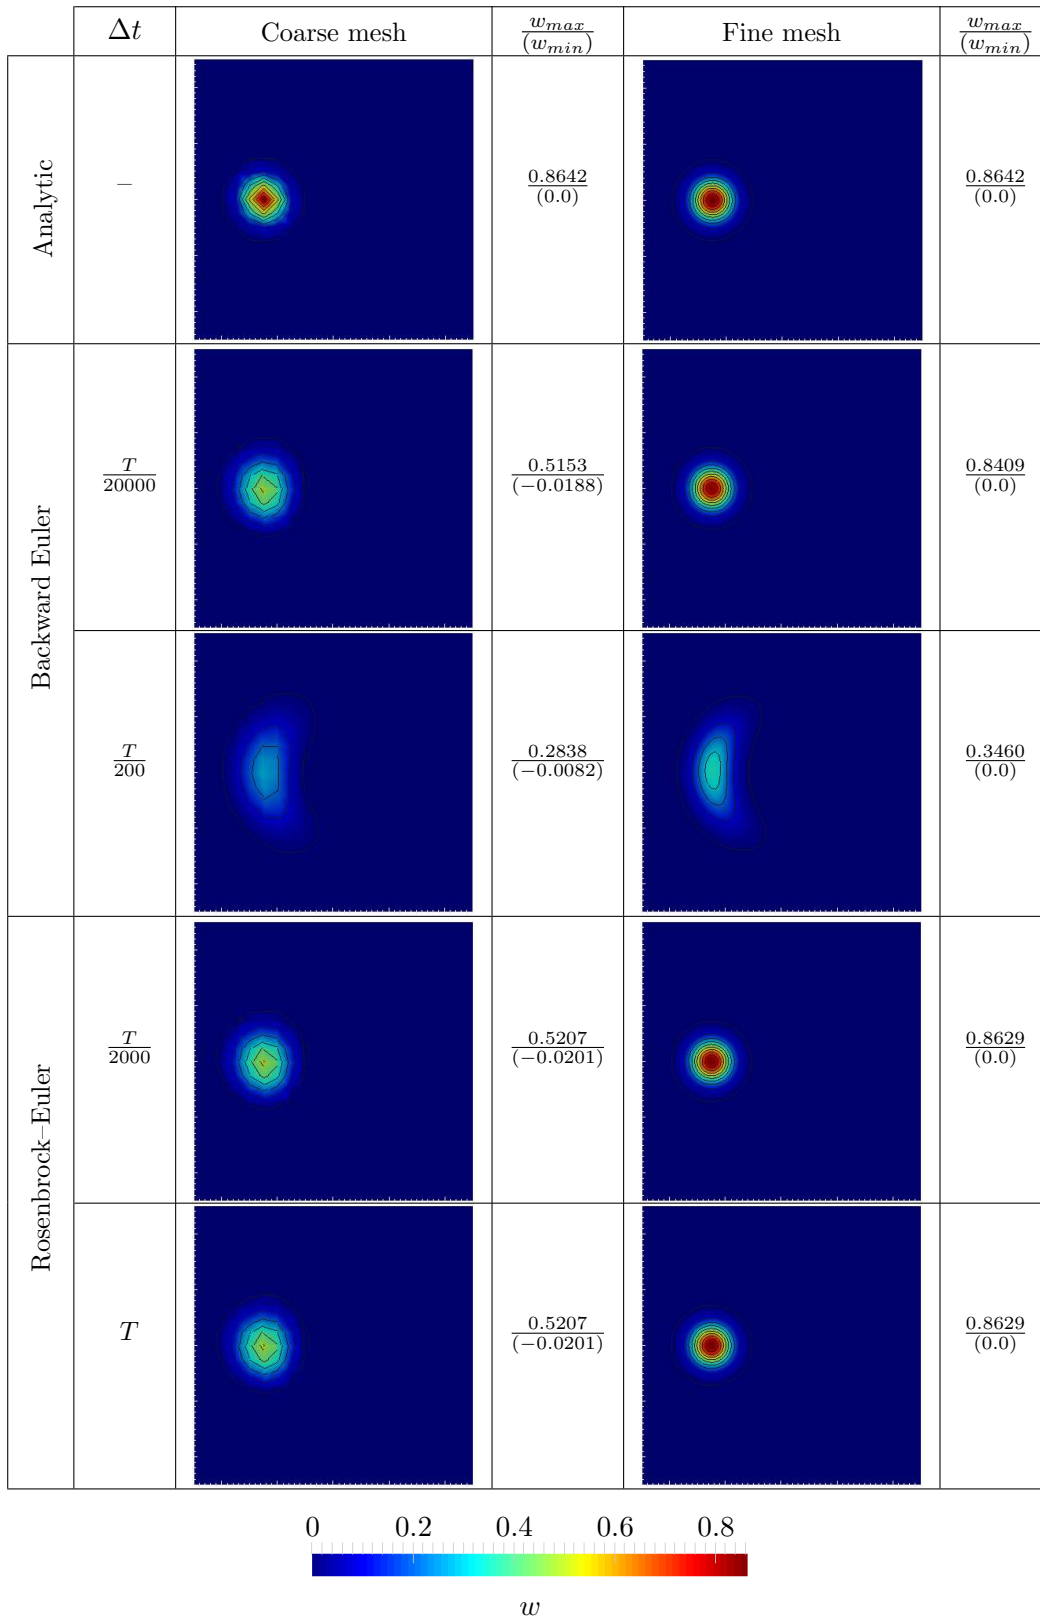 Δt Coarse mesh w_max/(w_min) Fine mesh w_max/(w_min)
Analytic
– 0.8642/(0.0) 0.8642/(0.0)
Backward Euler
T/20000 0.5153/(−0.0188) 0.8409/(0.0)
T/200 0.2838/(−0.0082) 0.3460/(0.0)
Rosenbrock–Euler
T/2000 0.5207/(−0.0201) 0.8629/(0.0)
T 0.5207/(−0.0201) 0.8629/(0.0)
0 0.2 0.4 0.6 0.8
w